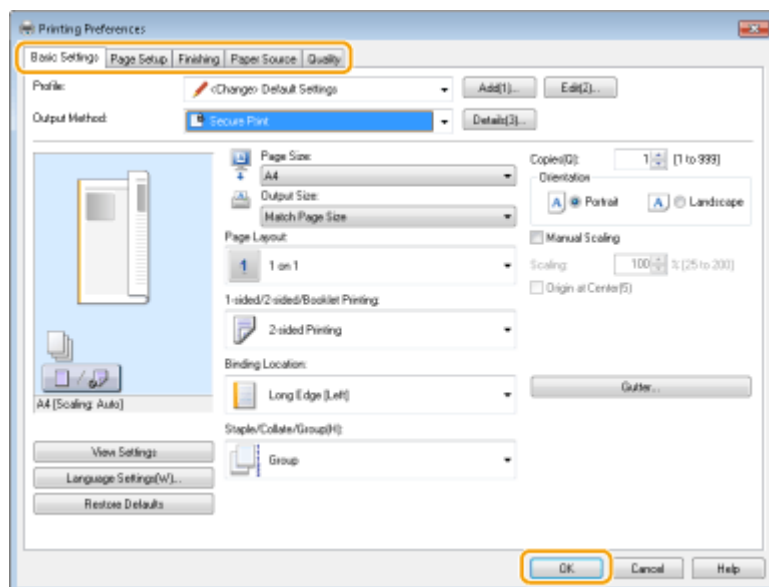 Printing Preferences
Basic Settings Page Setup Finishing Paper Source Quality
Profile: <Change> Default Settings Add(1)... Edit(2)...
Output Method: Secure Print Details(3)...
Page Size:
A4
Output Size:
Match Page Size
Page Layout:
1 1 on 1
1-sided/2-sided/Booklet Printing:
2-sided Printing
Binding Location:
Long Edge [Left]
Staple/Collate/Group(H):
Group
Copies(Q): 1 [1 to 999]
Orientation
A Portrait A Landscape
Manual Scaling
Scaling: 100 % [25 to 200]
Origin at Center(5)
Gutter...
A4 [Scaling: Auto]
View Settings
Language Settings(W)...
Restore Defaults
OK Cancel Help